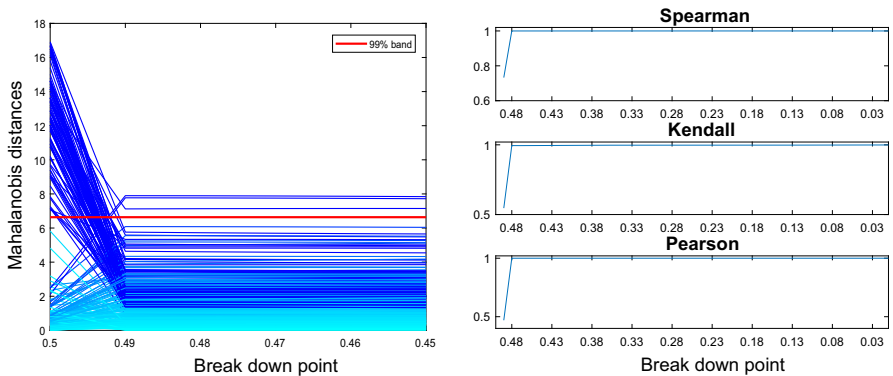 18
16
14
12
10
8
6
4
2
0
Mahalanobis distances
99% band
0.5 0.49 0.48 0.47 0.46 0.45
Break down point
Spearman
1
0.8
0.6
0.48 0.43 0.38 0.33 0.28 0.23 0.18 0.13 0.08 0.03
Kendall
1
0.5
0.48 0.43 0.38 0.33 0.28 0.23 0.18 0.13 0.08 0.03
Pearson
1
0.5
0.48 0.43 0.38 0.33 0.28 0.23 0.18 0.13 0.08 0.03
Break down point